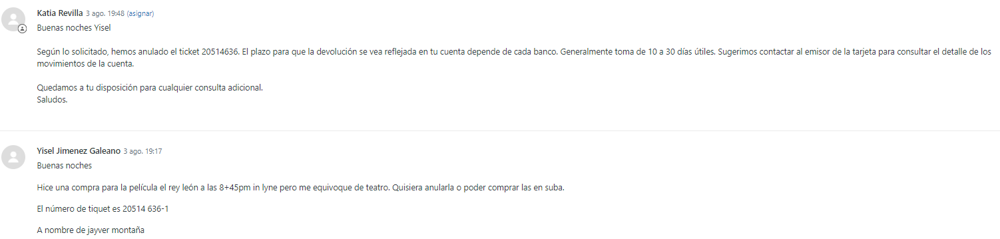 Katia Revilla 3 ago. 19:48 (asignar)
Buenas noches Yisel
Según lo solicitado, hemos anulado el ticket 20514636. El plazo para que la devolución se vea reflejada en tu cuenta depende de cada banco. Generalmente toma de 10 a 30 días útiles. Sugerimos contactar al emisor de la tarjeta para consultar el detalle de los
movimientos de la cuenta.
Quedamos a tu disposición para cualquier consulta adicional.
Saludos.
Yisel Jimenez Galeano 3 ago. 19:17
Buenas noches
Hice una compra para la película el rey león a las 8+45pm in lyne pero me equivoque de teatro. Quisiera anularla o poder comprar las en suba.
El número de tiquet es 20514 636-1
A nombre de jayver montaña